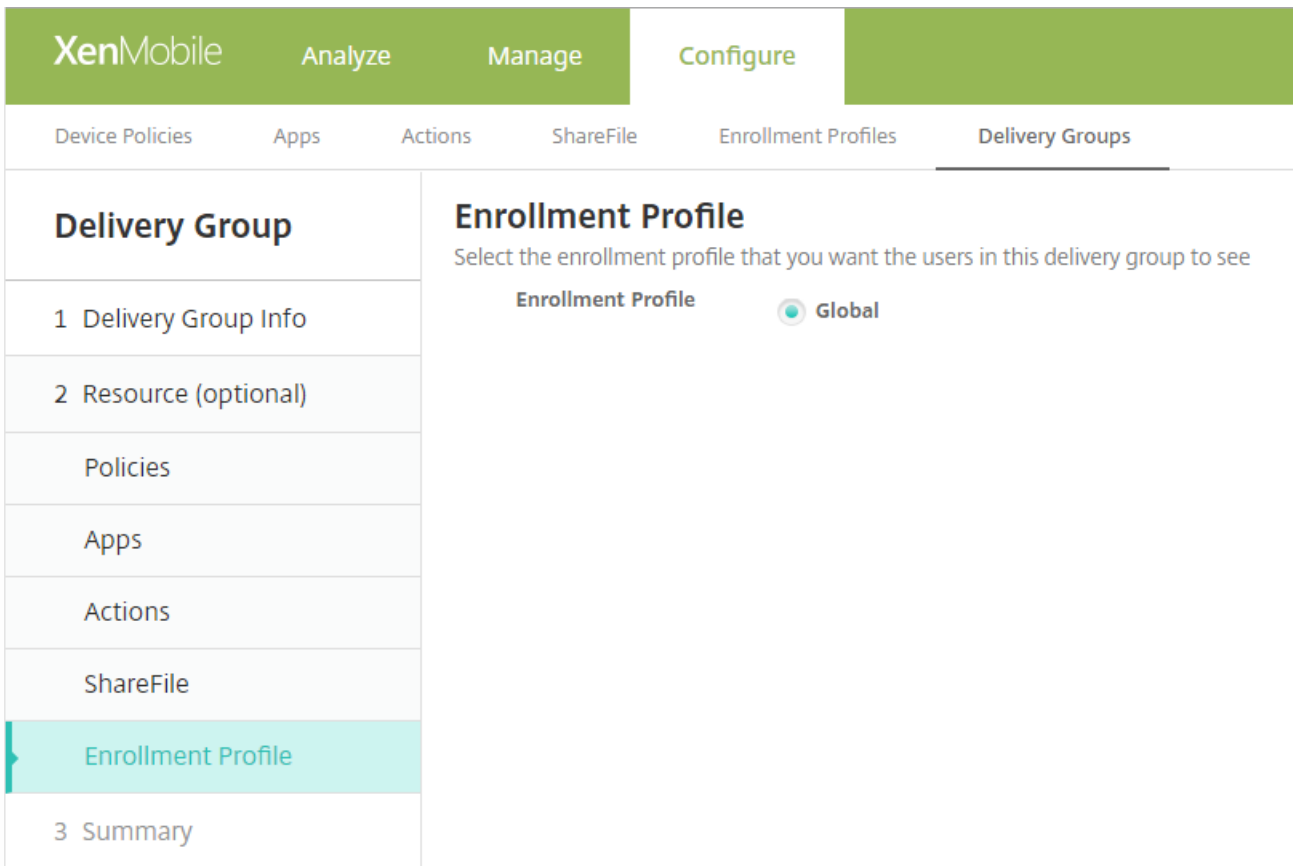 XenMobile Analyze Manage Configure
Device Policies Apps Actions ShareFile Enrollment Profiles Delivery Groups
Delivery Group
1 Delivery Group Info
2 Resource (optional)
Policies
Apps
Actions
ShareFile
Enrollment Profile
3 Summary
Enrollment Profile
Select the enrollment profile that you want the users in this delivery group to see
Enrollment Profile Global